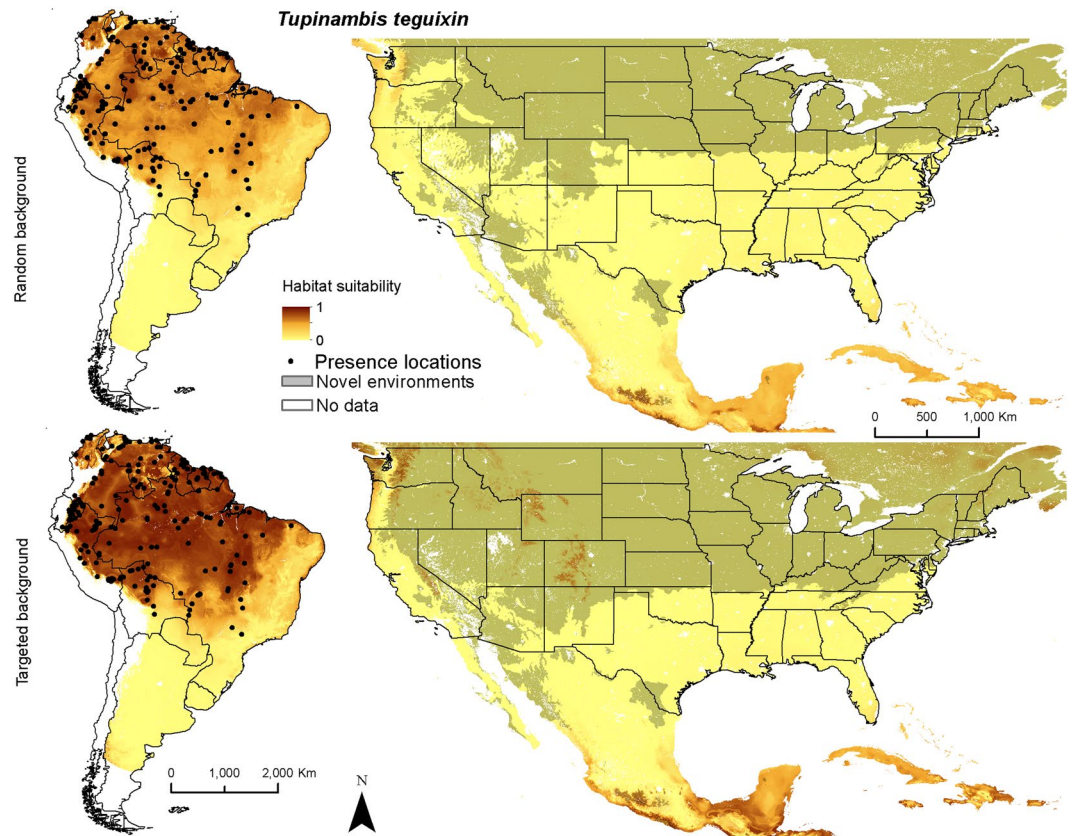 Tupinambis teguixin
Random background
Habitat suitability
1
0
Presence locations
Novel environments
No data
0 500 1,000 Km
Targeted background
0 1,000 2,000 Km
N